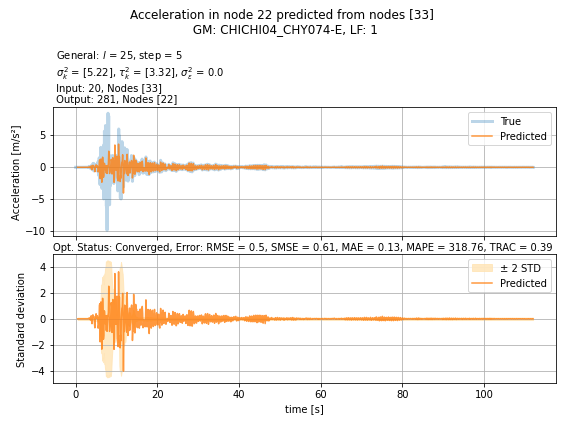 Acceleration in node 22 predicted from nodes [33]
GM: CHICHI04_CHY074-E, LF: 1
General: l = 25, step = 5
σ²ₖ = [5.22], τ²ₖ = [3.32], σ²ε = 0.0
Input: 20, Nodes [33]
Output: 281, Nodes [22]
Acceleration [m/s²]
5
0
−5
−10
True
Predicted
Opt. Status: Converged, Error: RMSE = 0.5, SMSE = 0.61, MAE = 0.13, MAPE = 318.76, TRAC = 0.39
Standard deviation
4
2
0
−2
−4
± 2 STD
Predicted
0 20 40 60 80 100
time [s]